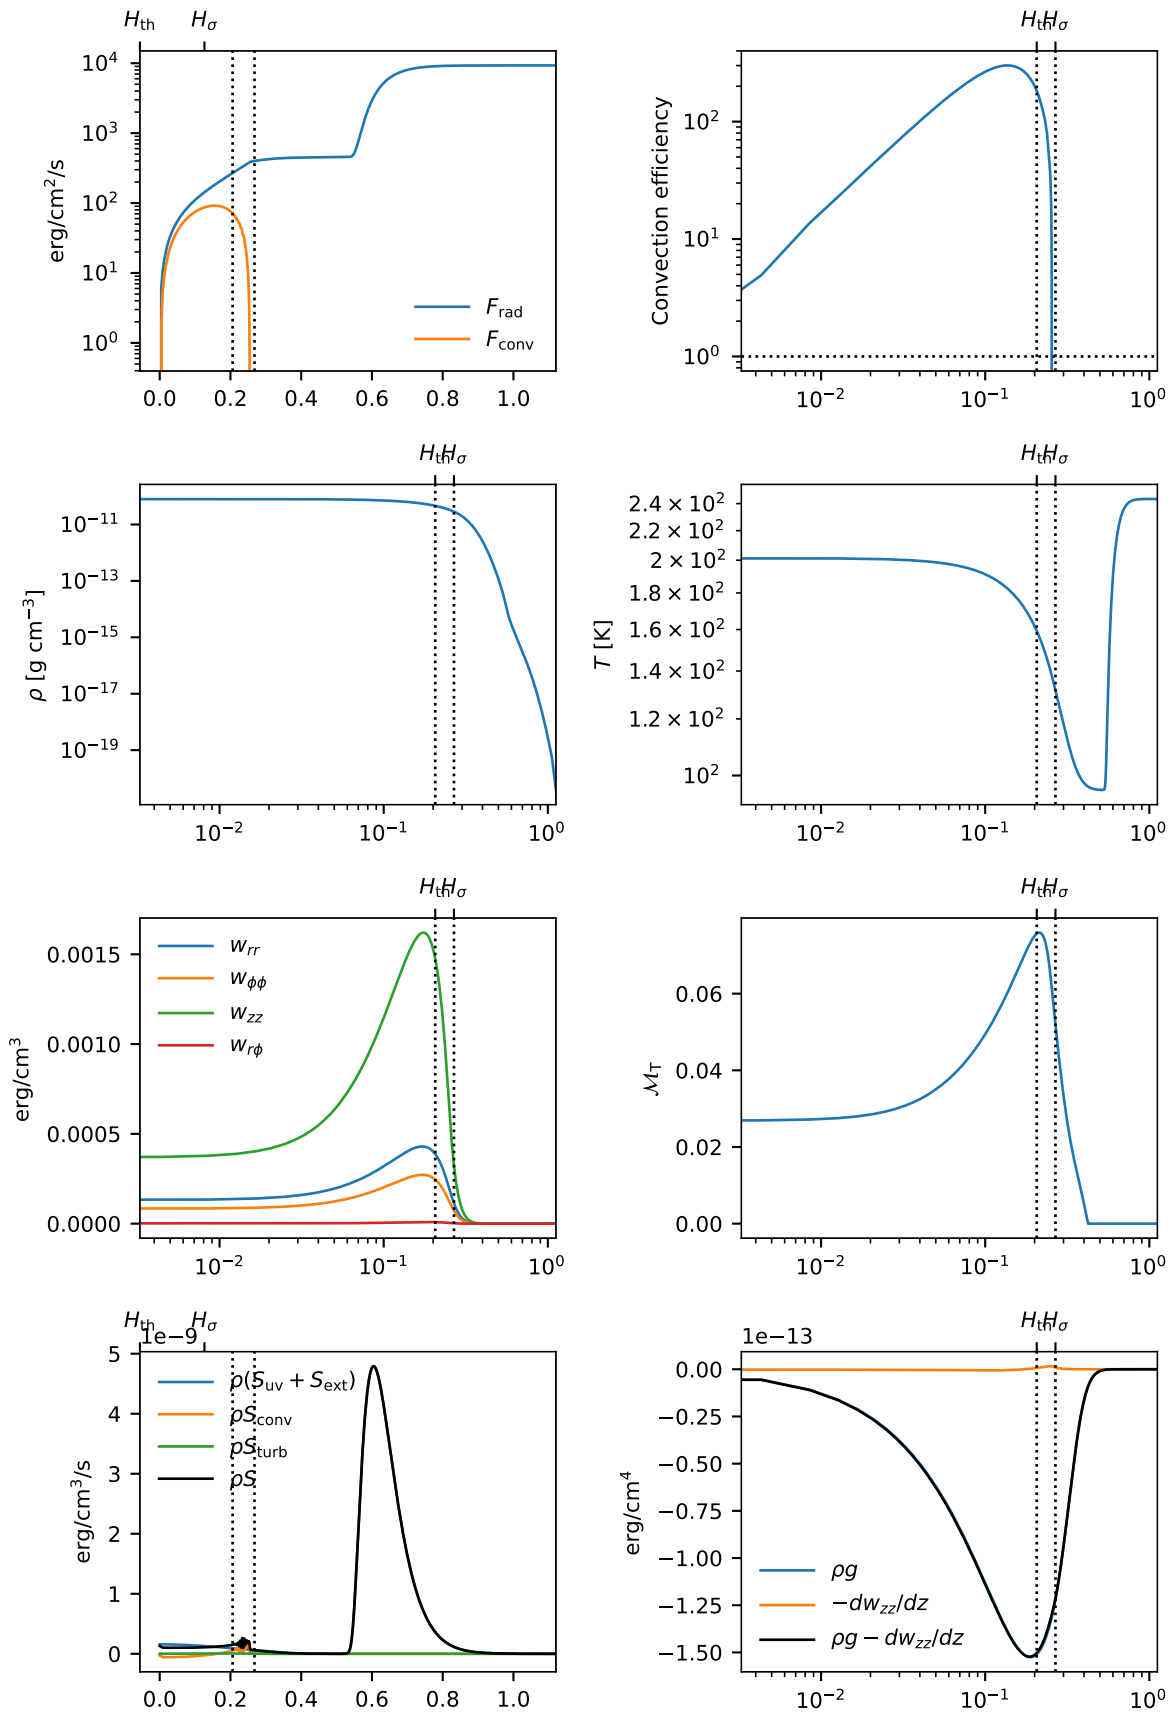 H_th H_σ
10^4
10^3
10^2
10^1
10^0
erg/cm^2/s
F_rad
F_conv
0.0 0.2 0.4 0.6 0.8 1.0
H_th H_σ
10^2
10^1
10^0
Convection efficiency
10^-2 10^-1 10^0
H_th H_σ
10^-11
10^-13
10^-15
10^-17
10^-19
ρ [g cm^-3]
10^-2 10^-1 10^0
H_th H_σ
2.4 × 10^2
2.2 × 10^2
2 × 10^2
1.8 × 10^2
1.6 × 10^2
1.4 × 10^2
1.2 × 10^2
10^2
T [K]
10^-2 10^-1 10^0
H_th H_σ
0.0015
0.0010
0.0005
0.0000
erg/cm^3
w_rr
w_ϕϕ
w_zz
w_rϕ
10^-2 10^-1 10^0
H_th H_σ
0.06
0.04
0.02
0.00
ℳ_T
10^-2 10^-1 10^0
H_th H_σ
1e−9
5
4
3
2
1
0
erg/cm^3/s
ρ(S_uv + S_ext)
ρS_conv
ρS_turb
ρS
0.0 0.2 0.4 0.6 0.8 1.0
H_th H_σ
1e−13
0.00
−0.25
−0.50
−0.75
−1.00
−1.25
−1.50
erg/cm^4
ρg
−dw_zz/dz
ρg − dw_zz/dz
10^-2 10^-1 10^0